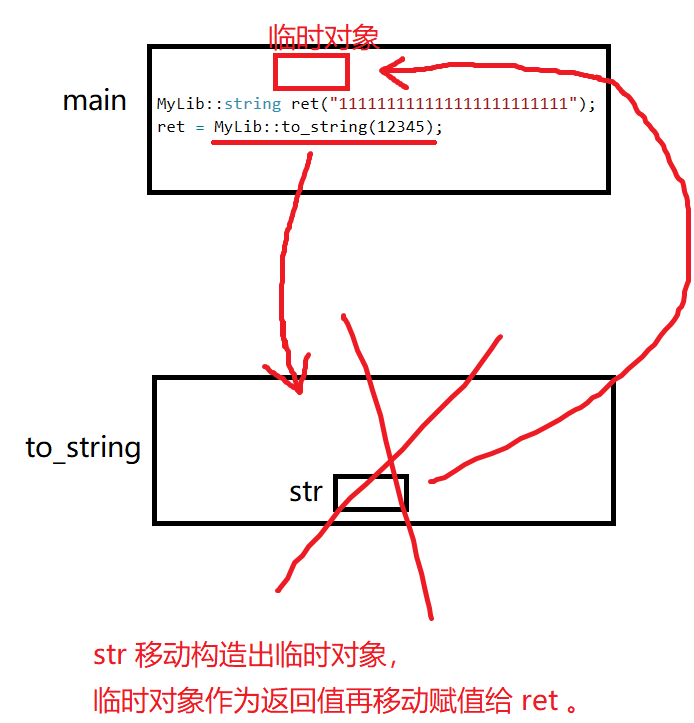 临时对象
main
MyLib::string ret("111111111111111111111111");
ret = MyLib::to_string(12345);
to_string
str
str 移动构造出临时对象，
临时对象作为返回值再移动赋值给 ret 。